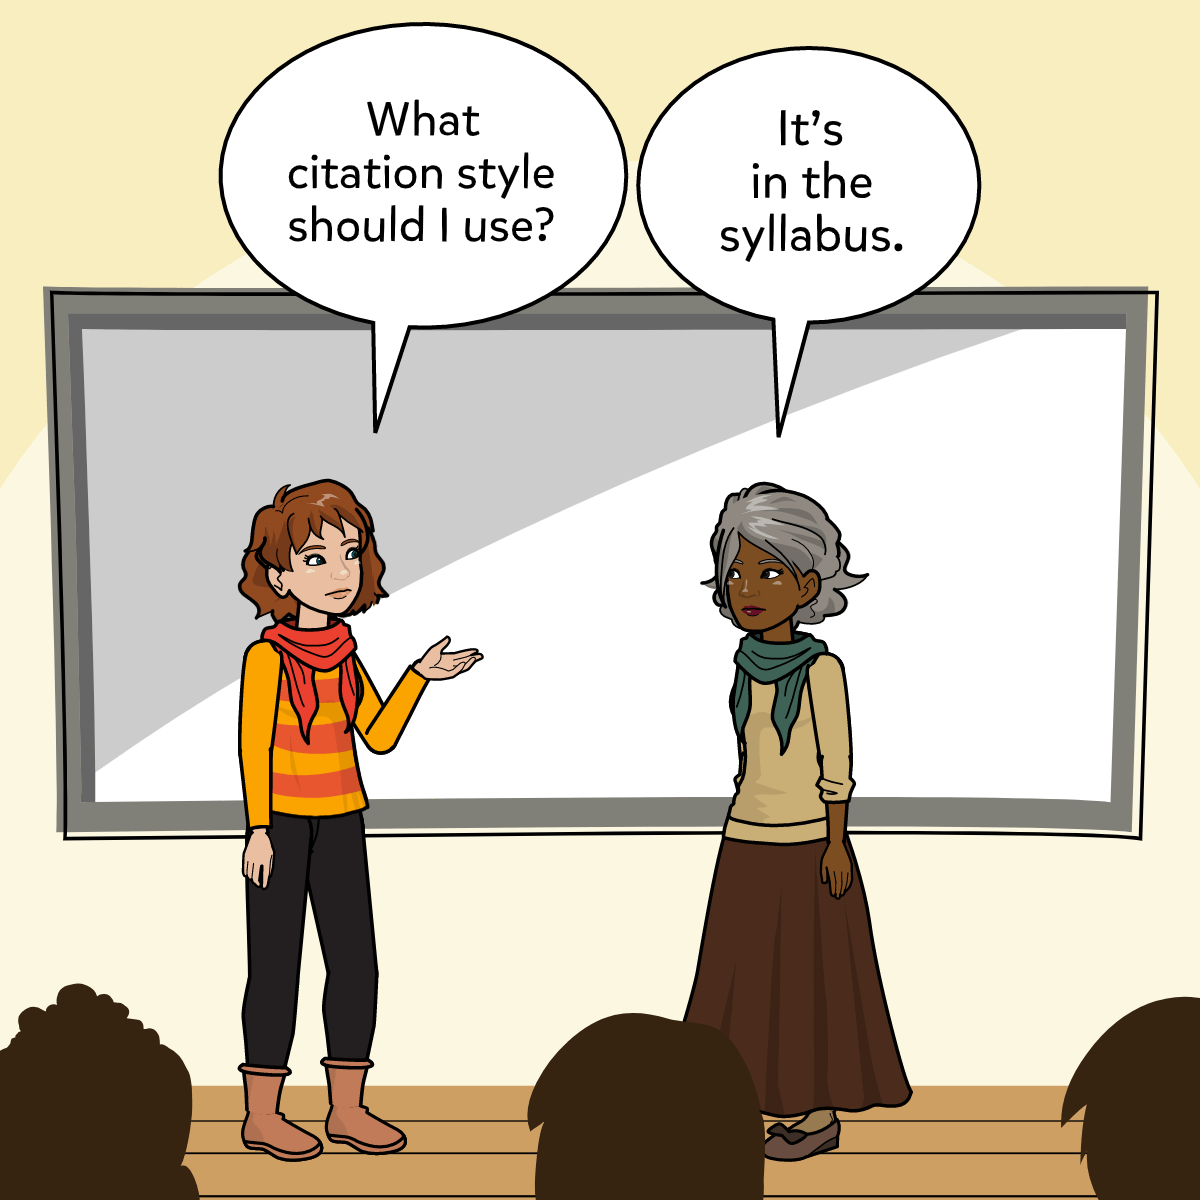 What
citation style
should I use?
It’s
in the
syllabus.